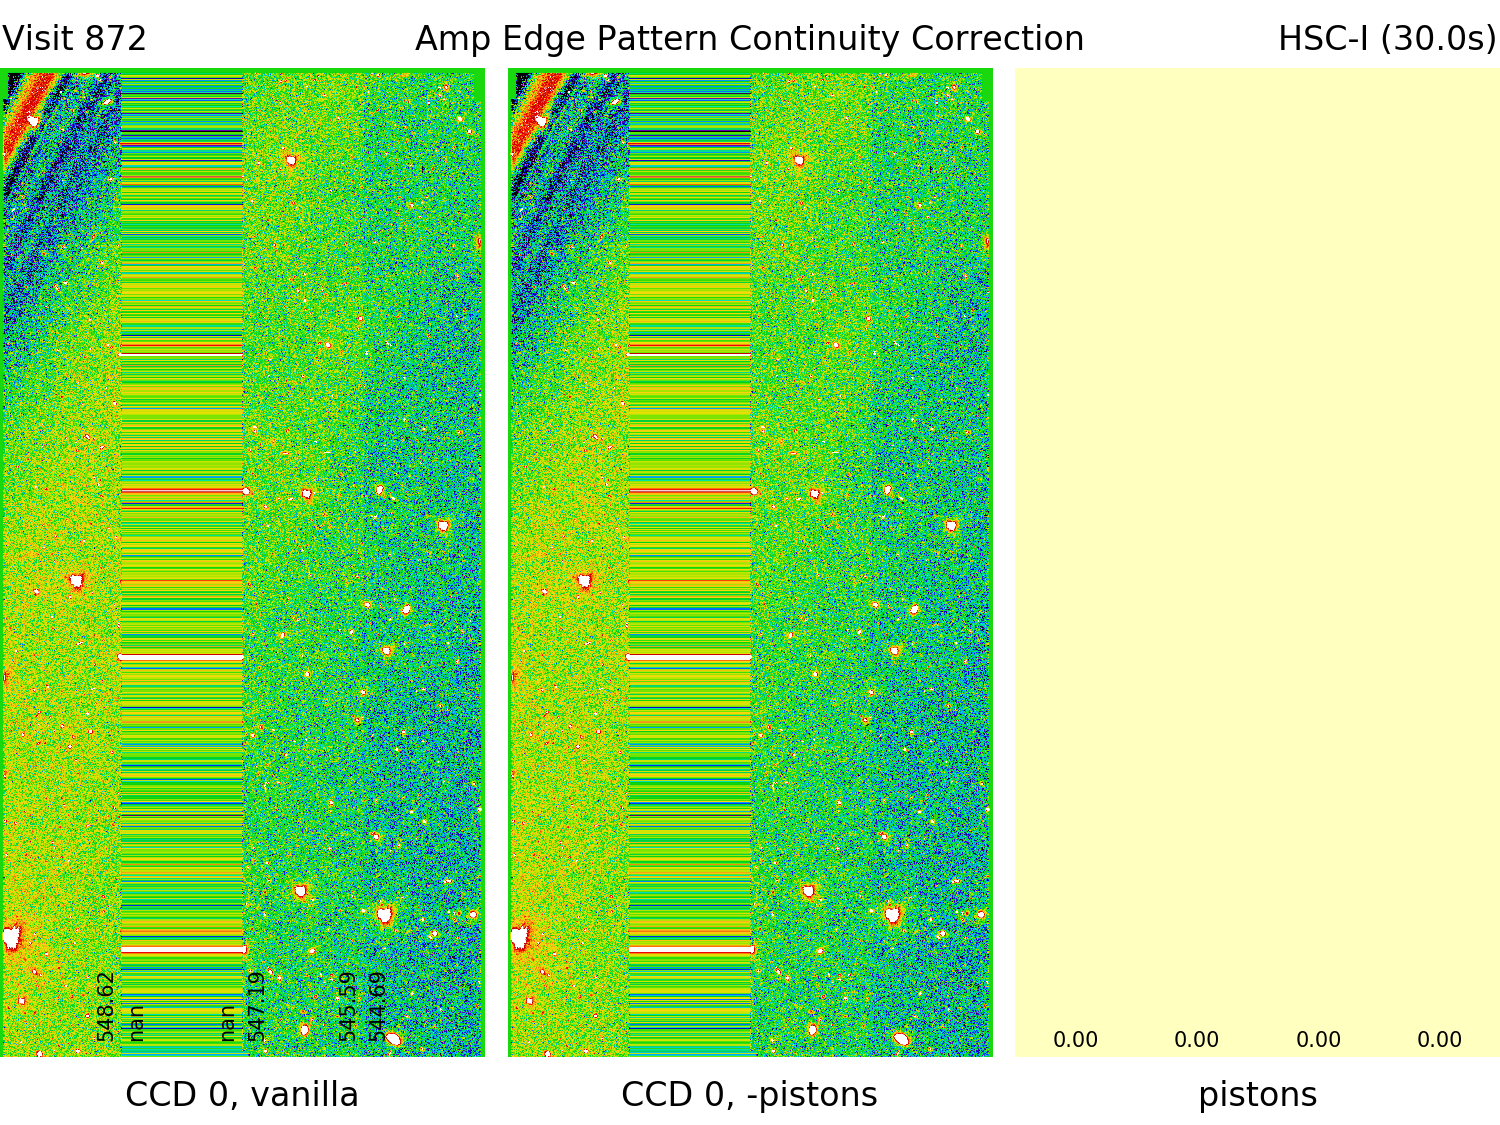 Visit 872
Amp Edge Pattern Continuity Correction
HSC-I (30.0s)
548.62
nan
nan
547.19
545.59
544.69
0.00
0.00
0.00
0.00
CCD 0, vanilla
CCD 0, -pistons
pistons